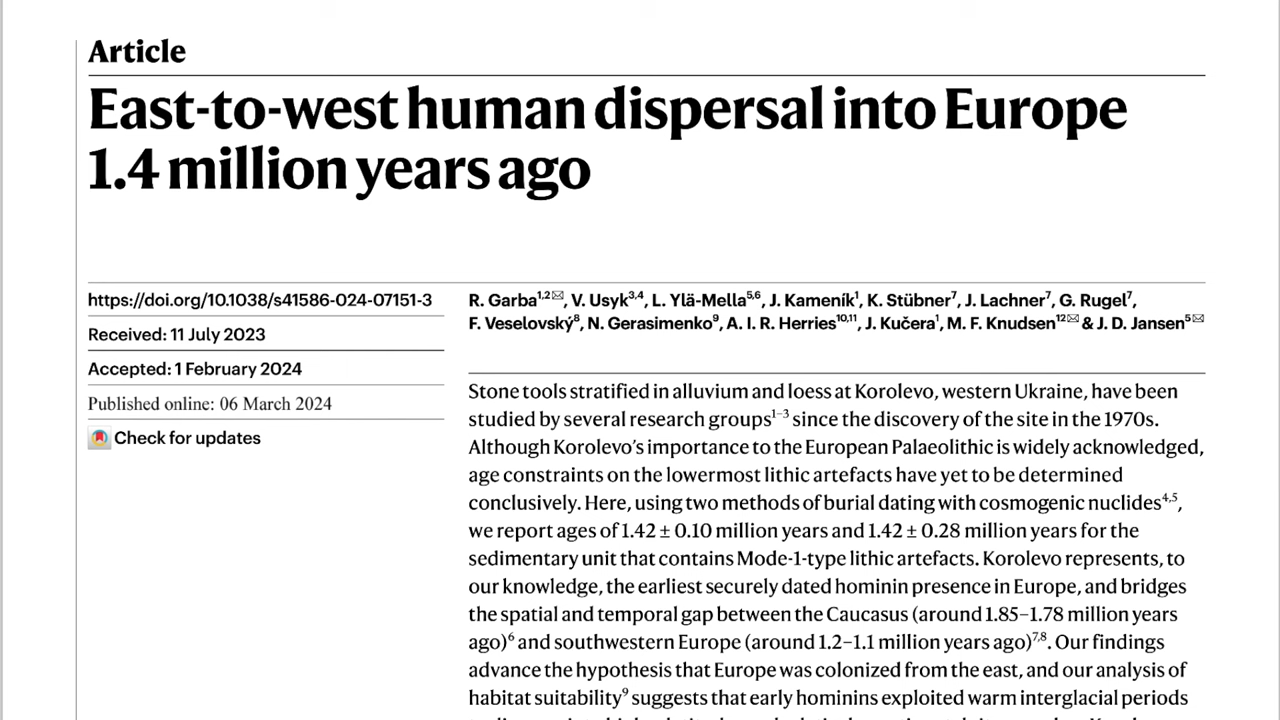 Article
East-to-west human dispersal into Europe
1.4 million years ago
https://doi.org/10.1038/s41586-024-07151-3
Received: 11 July 2023
Accepted: 1 February 2024
Published online: 06 March 2024
Check for updates
R. Garba1,2✉, V. Usyk3,4, L. Ylä-Mella5,6, J. Kameník1, K. Stübner7, J. Lachner7, G. Rugel7,
F. Veselovský8, N. Gerasimenko9, A. I. R. Herries10,11, J. Kučera1, M. F. Knudsen12✉ & J. D. Jansen5✉
Stone tools stratified in alluvium and loess at Korolevo, western Ukraine, have been
studied by several research groups1–3 since the discovery of the site in the 1970s.
Although Korolevo's importance to the European Palaeolithic is widely acknowledged,
age constraints on the lowermost lithic artefacts have yet to be determined
conclusively. Here, using two methods of burial dating with cosmogenic nuclides4,5,
we report ages of 1.42 ± 0.10 million years and 1.42 ± 0.28 million years for the
sedimentary unit that contains Mode-1-type lithic artefacts. Korolevo represents, to
our knowledge, the earliest securely dated hominin presence in Europe, and bridges
the spatial and temporal gap between the Caucasus (around 1.85–1.78 million years
ago)6 and southwestern Europe (around 1.2–1.1 million years ago)7,8. Our findings
advance the hypothesis that Europe was colonized from the east, and our analysis of
habitat suitability9 suggests that early hominins exploited warm interglacial periods